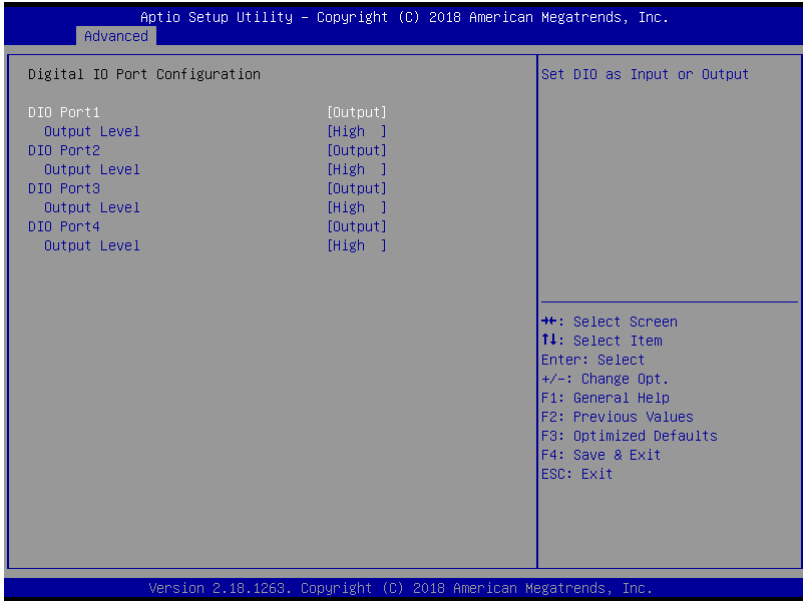 Aptio Setup Utility – Copyright (C) 2018 American Megatrends, Inc.
Advanced
Digital IO Port Configuration
DIO Port1 [Output]
Output Level [High ]
DIO Port2 [Output]
Output Level [High ]
DIO Port3 [Output]
Output Level [High ]
DIO Port4 [Output]
Output Level [High ]
Set DIO as Input or Output
→←: Select Screen
↑↓: Select Item
Enter: Select
+/-: Change Opt.
F1: General Help
F2: Previous Values
F3: Optimized Defaults
F4: Save & Exit
ESC: Exit
Version 2.18.1263. Copyright (C) 2018 American Megatrends, Inc.